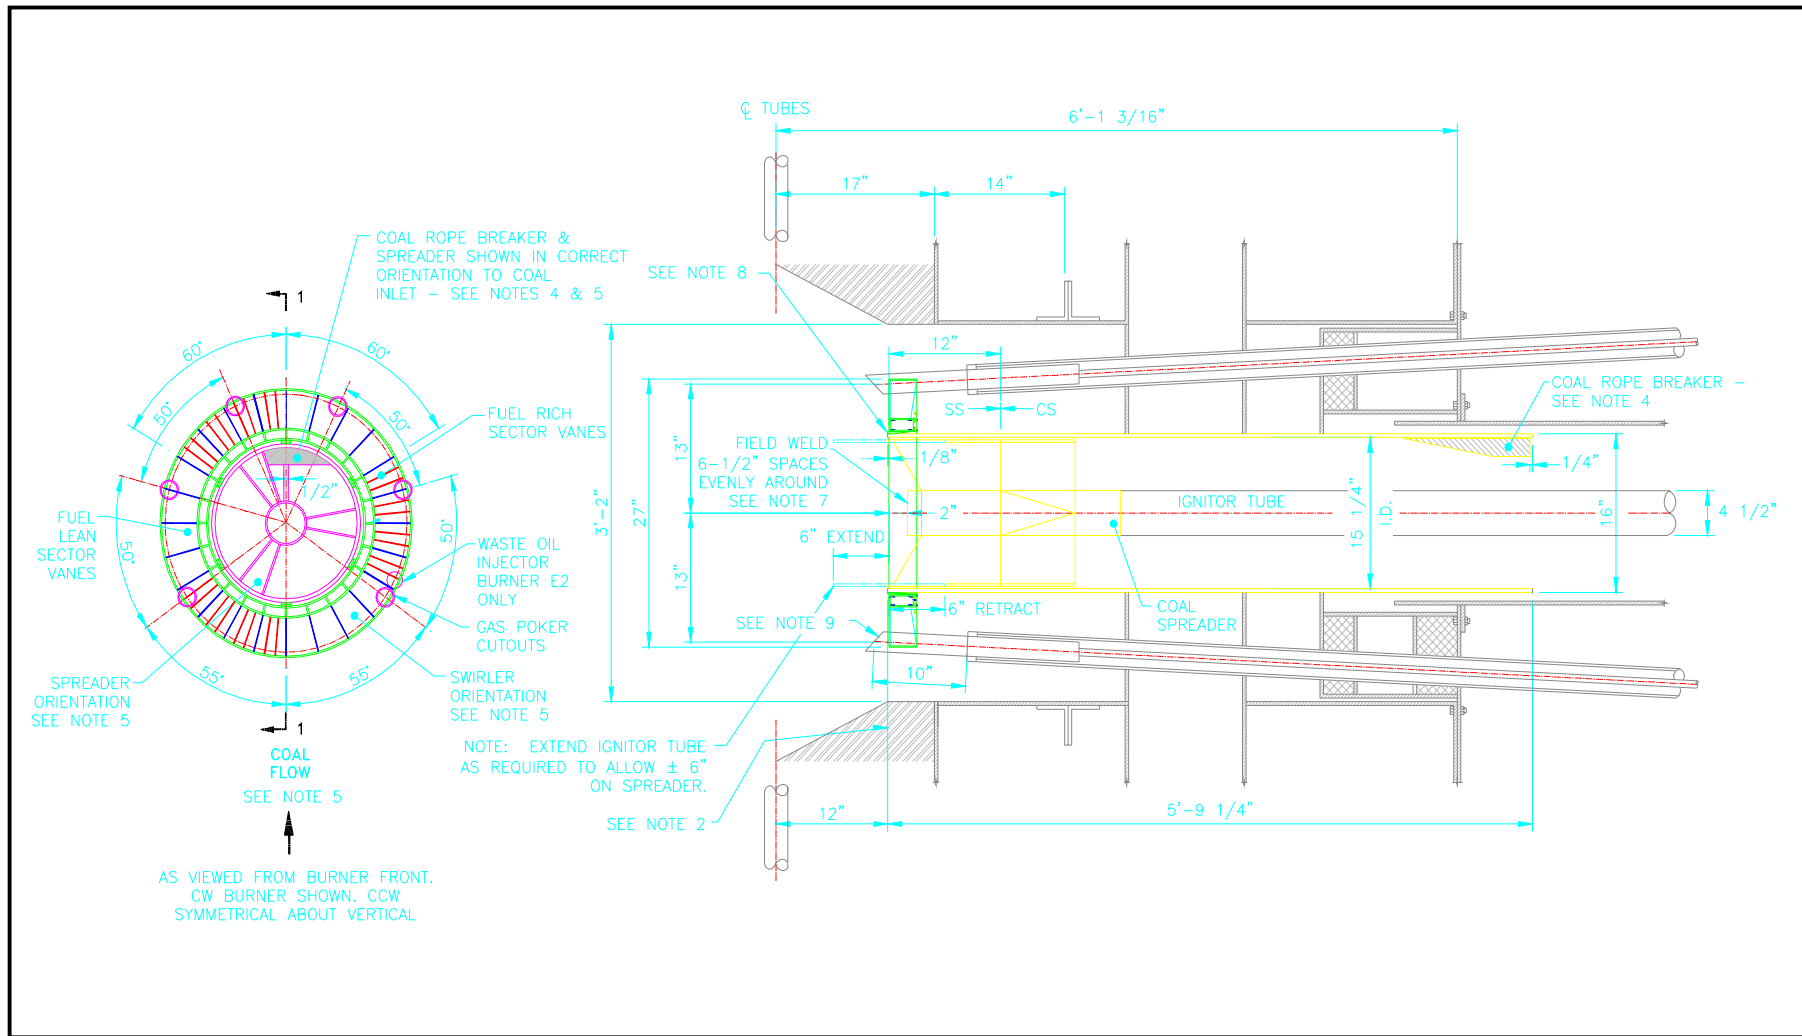 ℄ TUBES
6'-1 3/16"
17"
14"
COAL ROPE BREAKER &
SPREADER SHOWN IN CORRECT
ORIENTATION TO COAL
INLET - SEE NOTES 4 & 5
SEE NOTE 8
1
60°
60°
50°
50°
FUEL RICH
SECTOR VANES
1/2"
FUEL
LEAN
SECTOR
VANES
50°
50°
WASTE OIL
INJECTOR
BURNER E2
ONLY
GAS POKER
CUTOUTS
SPREADER
ORIENTATION
SEE NOTE 5
55°
55°
SWIRLER
ORIENTATION
SEE NOTE 5
1
COAL
FLOW
SEE NOTE 5
AS VIEWED FROM BURNER FRONT.
CW BURNER SHOWN. CCW
SYMMETRICAL ABOUT VERTICAL
12"
SS
CS
COAL ROPE BREAKER -
SEE NOTE 4
13"
FIELD WELD
6-1/2" SPACES
EVENLY AROUND
SEE NOTE 7
1/8"
1/4"
3'-2"
27"
2"
IGNITOR TUBE
15 1/4"
I.D.
16"
4 1/2"
6" EXTEND
13"
6" RETRACT
COAL
SPREADER
SEE NOTE 9
10"
NOTE: EXTEND IGNITOR TUBE
AS REQUIRED TO ALLOW ± 6"
ON SPREADER.
SEE NOTE 2
12"
5'-9 1/4"